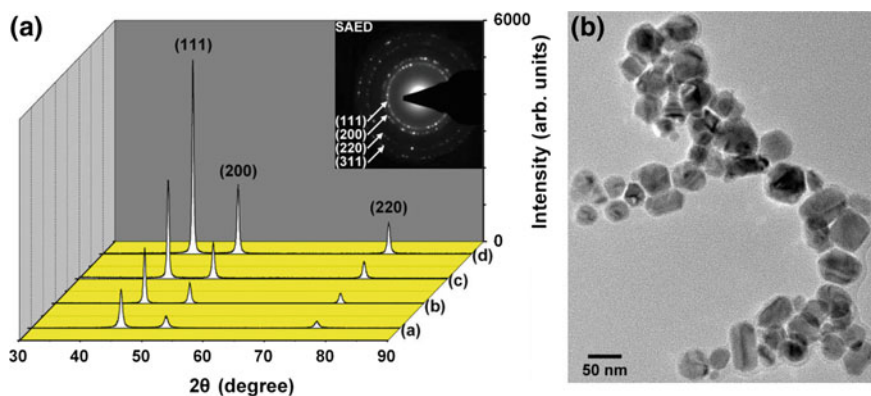 (a)
SAED
(111)
(200)
(220)
(311)
(111)
(200)
(220)
6000
0
Intensity (arb. units)
(d)
(c)
(b)
(a)
30
40
50
60
70
80
90
2θ (degree)
(b)
50 nm